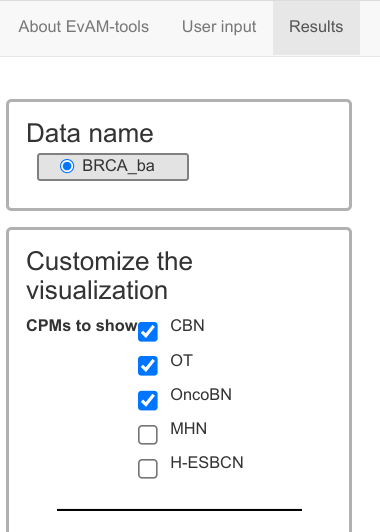 About EvAM-tools User input Results
Data name
BRCA_ba
Customize the
visualization
CPMs to show
CBN
OT
OncoBN
MHN
H-ESBCN